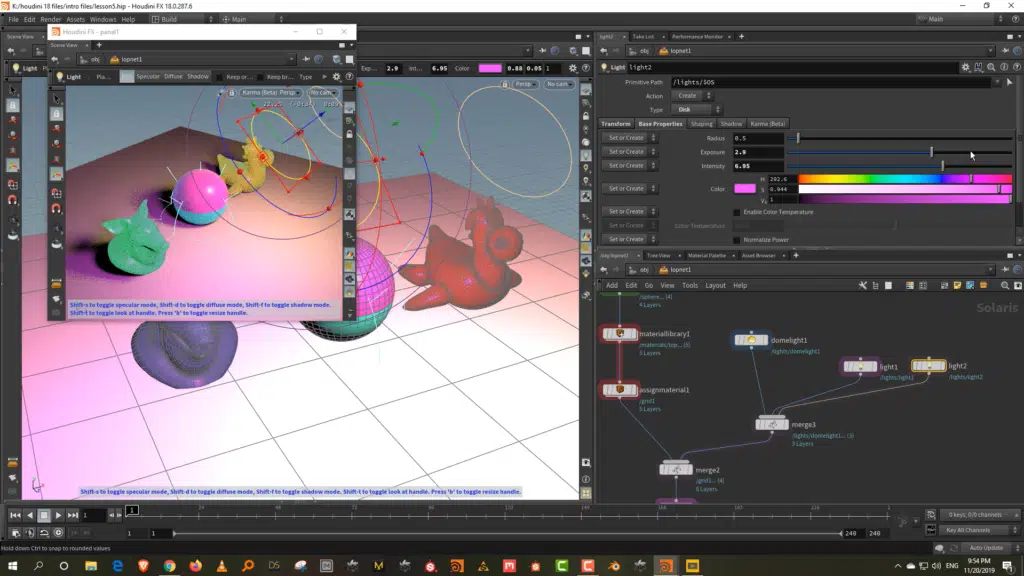 K:/houdini 18 files/intro files/lesson5.hip - Houdini FX 18.0.287.6
File Edit Render Assets Windows Help Build Main
Main
Houdini FX - panel1
Scene View
obj lopnet1
Light Specular Diffuse Shadow Keep or... Keep br... Type
Karma (Beta) Persp No cam
Exp... 2.9 Int... 6.95 Color 0.88 0.05 1
Persp No cam
Shift-s to toggle specular mode, Shift-d to toggle diffuse mode, Shift-f to toggle shadow mode.
Shift-t to toggle look at handle. Press 'b' to toggle resize handle.
Shift-s to toggle specular mode, Shift-d to toggle diffuse mode, Shift-f to toggle shadow mode. Shift-t to toggle look at handle. Press 'b' to toggle resize handle.
light2 Take List Performance Monitor
obj lopnet1
Light light2
Primitive Path /lights/SOS
Action Create
Type Disk
Transform Base Properties Shaping Shadow Karma (Beta)
Set or Create Radius 0.5
Set or Create Exposure 2.9
Set or Create Intensity 6.95
H 292.6
Set or Create Color S 0.944
V 1
Set or Create Enable Color Temperature
Set or Create Color Temperature
Set or Create Normalize Power
/obj/lopnet1 Tree View Material Palette Asset Browser
obj lopnet1
Add Edit Go View Tools Layout Help
Solaris
/sphere... (4)
4 Layers
materiallibrary1
/materials/top... (5)
5 Layers
domelight1
/lights/domelight1
light1
/lights/light1
light2
/lights/light2
assignmaterial1
/grid1
5 Layers
merge3
/lights/domelight1... (3)
3 Layers
merge2
/grid1... (4)
8 Layers
1 1
24
0 keys, 0/0 channels
1 1 240 240
Key All Channels
Hold down Ctrl to snap to rounded values
Auto Update
ENG
9:54 PM
11/20/2019